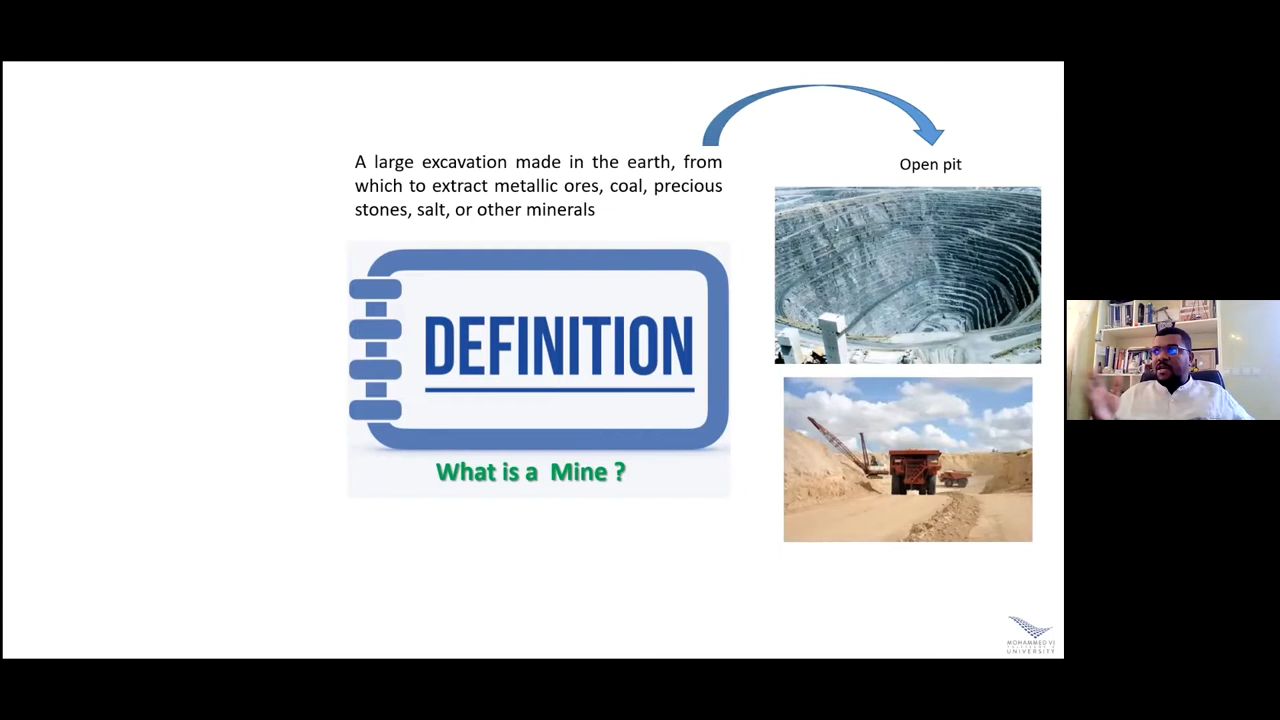 Open pit
A large excavation made in the earth, from
which to extract metallic ores, coal, precious
stones, salt, or other minerals
DEFINITION
What is a Mine ?
MOHAMMED VI
POLYTECHNIC
UNIVERSITY